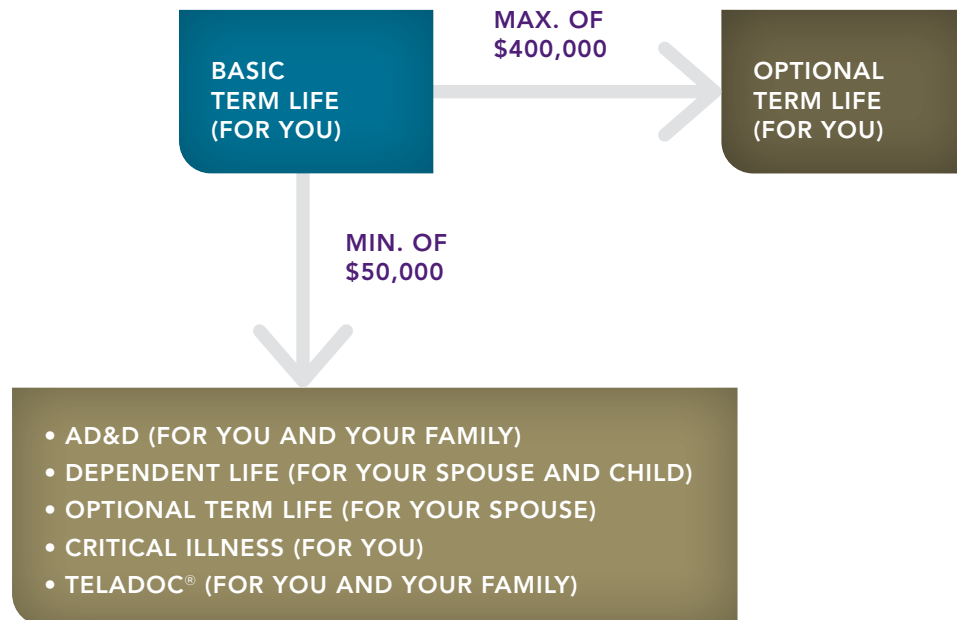 BASIC
TERM LIFE
(FOR YOU)
MAX. OF
$400,000
OPTIONAL
TERM LIFE
(FOR YOU)
MIN. OF
$50,000
• AD&D (FOR YOU AND YOUR FAMILY)
• DEPENDENT LIFE (FOR YOUR SPOUSE AND CHILD)
• OPTIONAL TERM LIFE (FOR YOUR SPOUSE)
• CRITICAL ILLNESS (FOR YOU)
• TELADOC® (FOR YOU AND YOUR FAMILY)